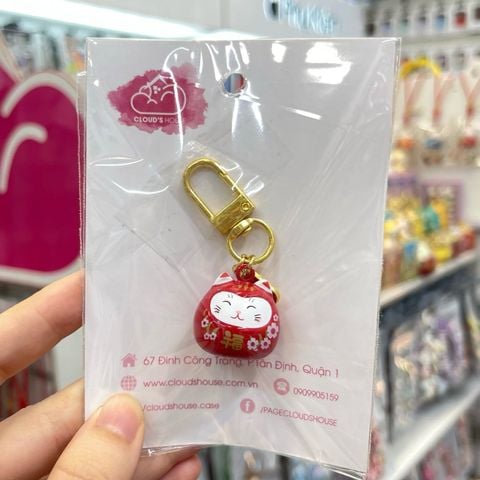 CLOUD'S HOUSE
福
67 Đinh Công Tráng, P.Tân Định, Quận 1
www.cloudshouse.com.vn
0909905159
/cloudshouse.case
/PAGECLOUDSHOUSE